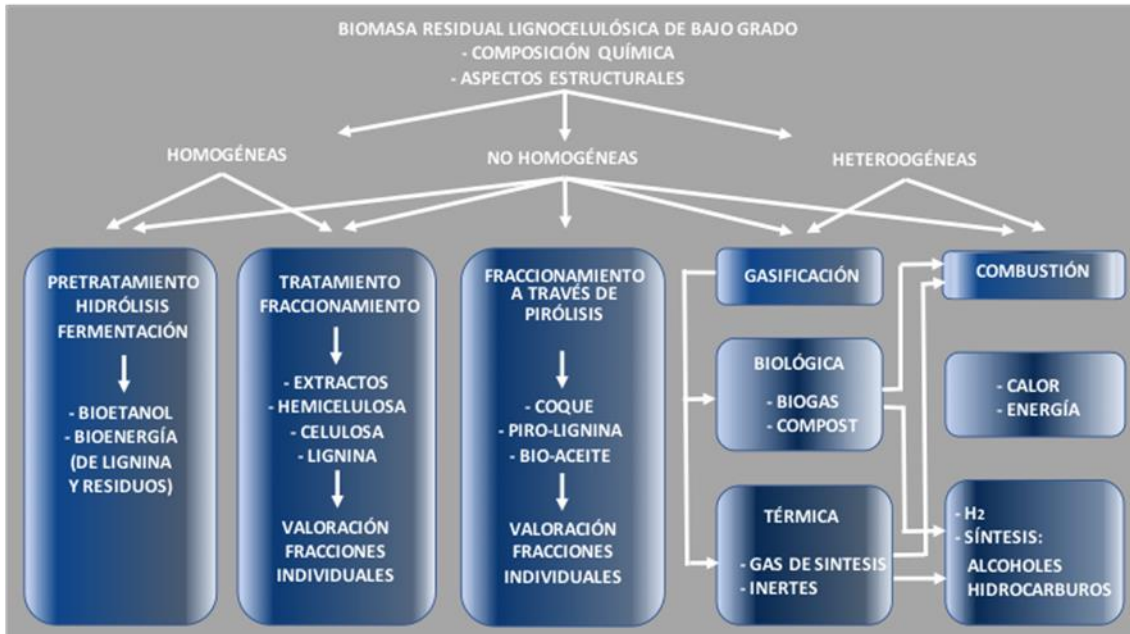 BIOMASA RESIDUAL LIGNOCELULÓSICA DE BAJO GRADO
- COMPOSICIÓN QUÍMICA
- ASPECTOS ESTRUCTURALES
HOMOGÉNEAS
NO HOMOGÉNEAS
HETEROOGÉNEAS
PRETRATAMIENTO
HIDRÓLISIS
FERMENTACIÓN
- BIOETANOL
- BIOENERGÍA
(DE LIGNINA
Y RESIDUOS)
TRATAMIENTO
FRACCIONAMIENTO
- EXTRACTOS
- HEMICELULOSA
- CELULOSA
- LIGNINA
VALORACIÓN
FRACCIONES
INDIVIDUALES
FRACCIONAMIENTO
A TRAVÉS DE
PIRÓLISIS
- COQUE
- PIRO-LIGNINA
- BIO-ACEITE
VALORACIÓN
FRACCIONES
INDIVIDUALES
GASIFICACIÓN
BIOLÓGICA
- BIOGAS
- COMPOST
TÉRMICA
- GAS DE SINTESIS
- INERTES
COMBUSTIÓN
- CALOR
- ENERGÍA
- H2
- SÍNTESIS:
ALCOHOLES
HIDROCARBUROS